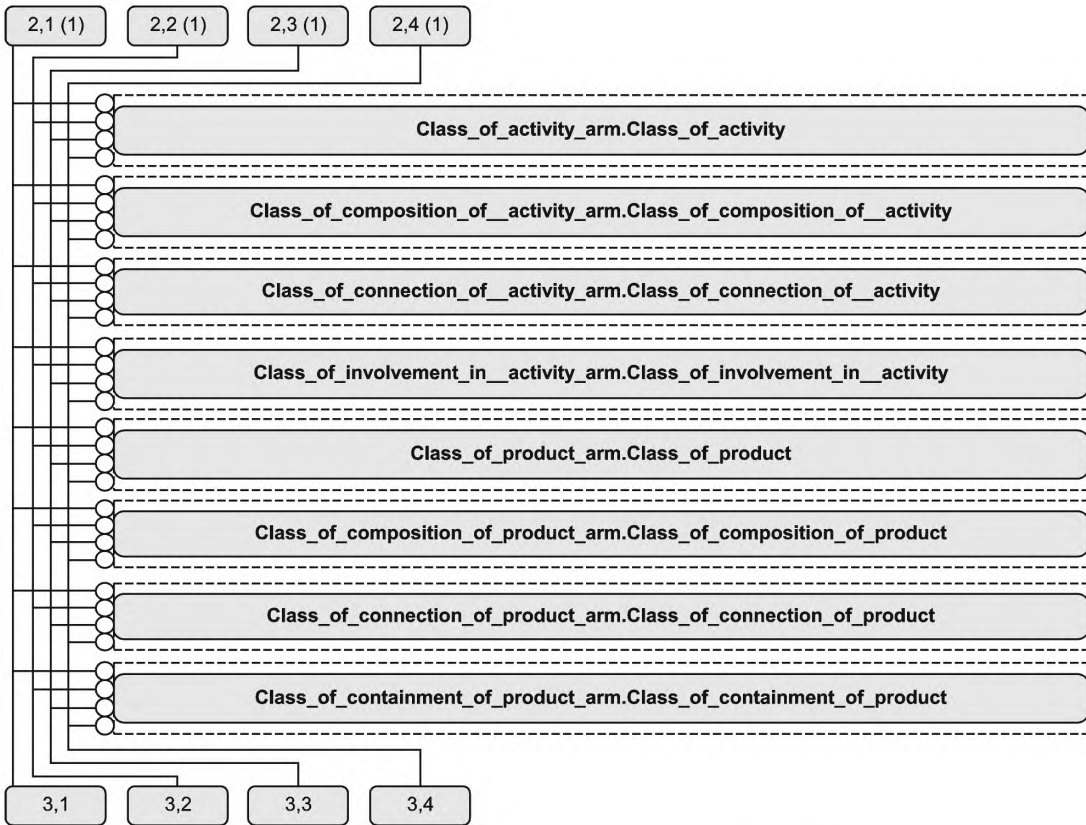 2,1 (1) 2,2 (1) 2,3 (1) 2,4 (1)
Class_of_activity_arm.Class_of_activity
Class_of_composition_of__activity_arm.Class_of_composition_of__activity
Class_of_connection_of__activity_arm.Class_of_connection_of__activity
Class_of_involvement_in__activity_arm.Class_of_involvement_in__activity
Class_of_product_arm.Class_of_product
Class_of_composition_of_product_arm.Class_of_composition_of_product
Class_of_connection_of_product_arm.Class_of_connection_of_product
Class_of_containment_of_product_arm.Class_of_containment_of_product
3,1 3,2 3,3 3,4